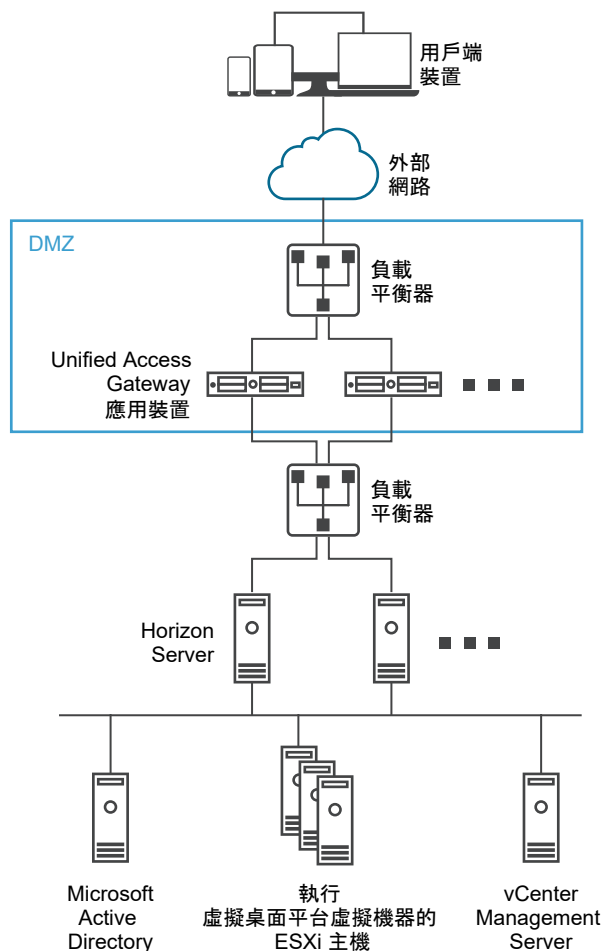 用戶端
裝置
外部
網路
DMZ
負載
平衡器
Unified Access
Gateway
應用裝置
負載
平衡器
Horizon
Server
Microsoft
Active
Directory
執行
虛擬桌面平台虛擬機器的
ESXi 主機
vCenter
Management
Server